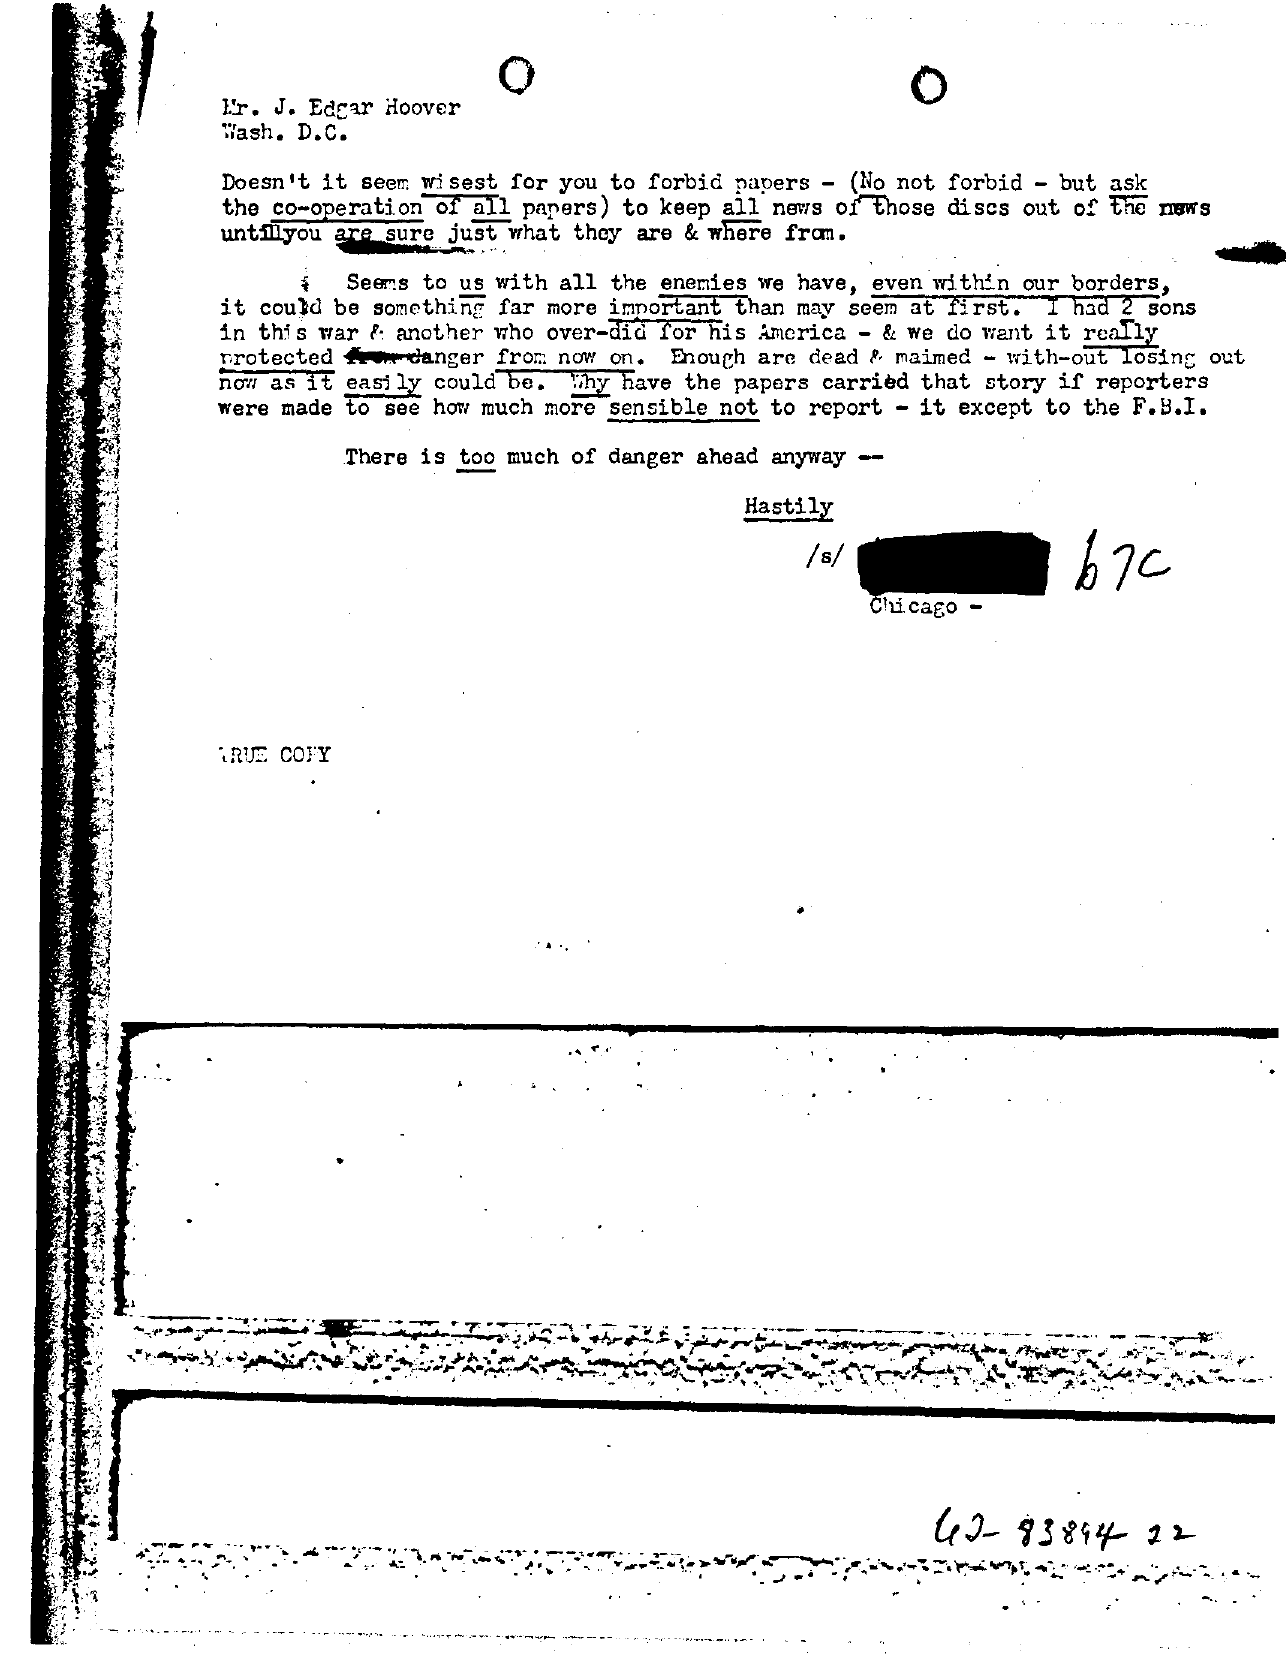 Mr. J. Edgar Hoover
Wash. D.C.
Doesn't it seem wisest for you to forbid papers - (No not forbid - but ask
the co-operation of all papers) to keep all news of those discs out of the news
untillyou are sure just what they are & where from.
Seems to us with all the enemies we have, even within our borders,
it could be something far more important than may seem at first. I had 2 sons
in this war & another who over-did for his America - & we do want it really
protected from danger from now on. Enough are dead & maimed - with-out losing out
now as it easily could be. Why have the papers carried that story if reporters
were made to see how much more sensible not to report - it except to the F.B.I.
There is too much of danger ahead anyway --
Hastily
/s/
b7C
Chicago -
TRUE COPY
62-83894-22